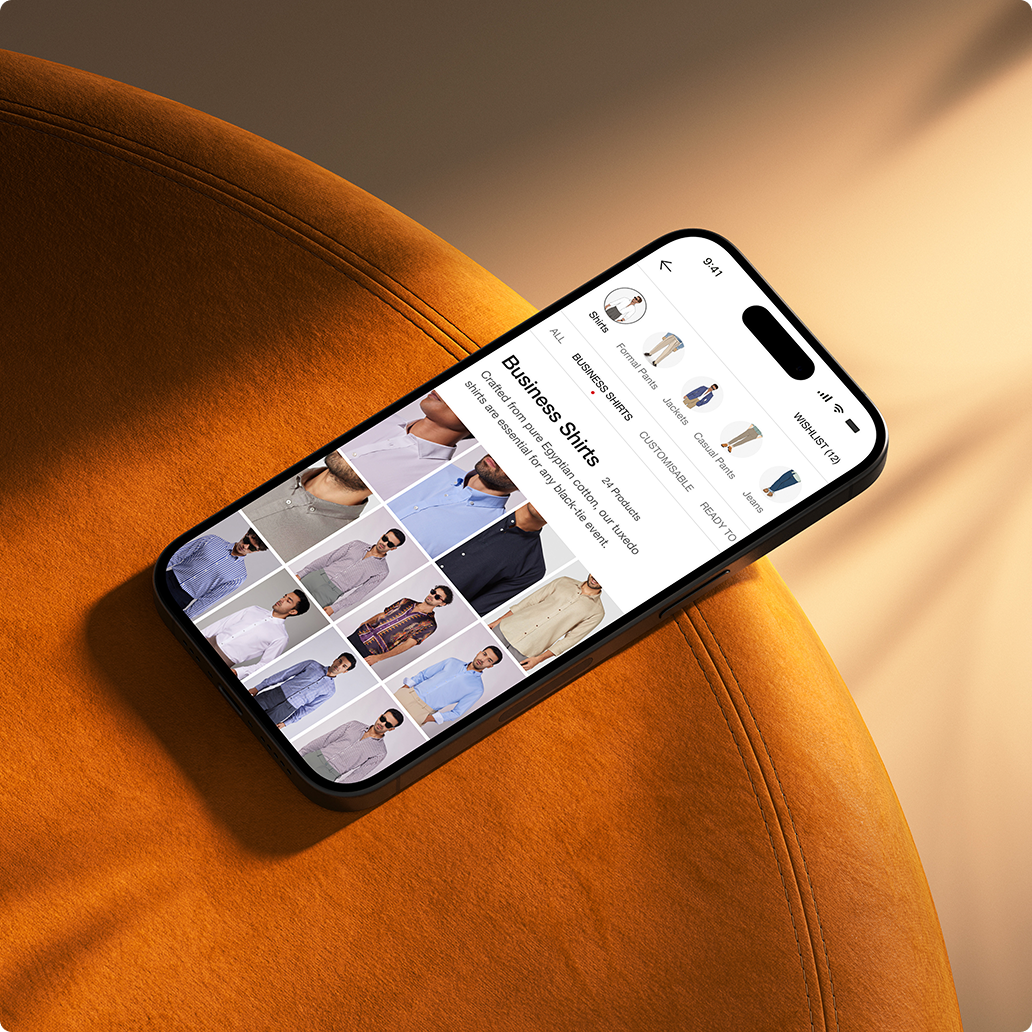 9:41
WISHLIST (12)
Shirts
Formal Pants
Jackets
Casual Pants
Jeans
ALL
BUSINESS SHIRTS
CUSTOMISABLE
READY TO
Business Shirts
24 Products
Crafted from pure Egyptian cotton, our tuxedo
shirts are essential for any black-tie event.